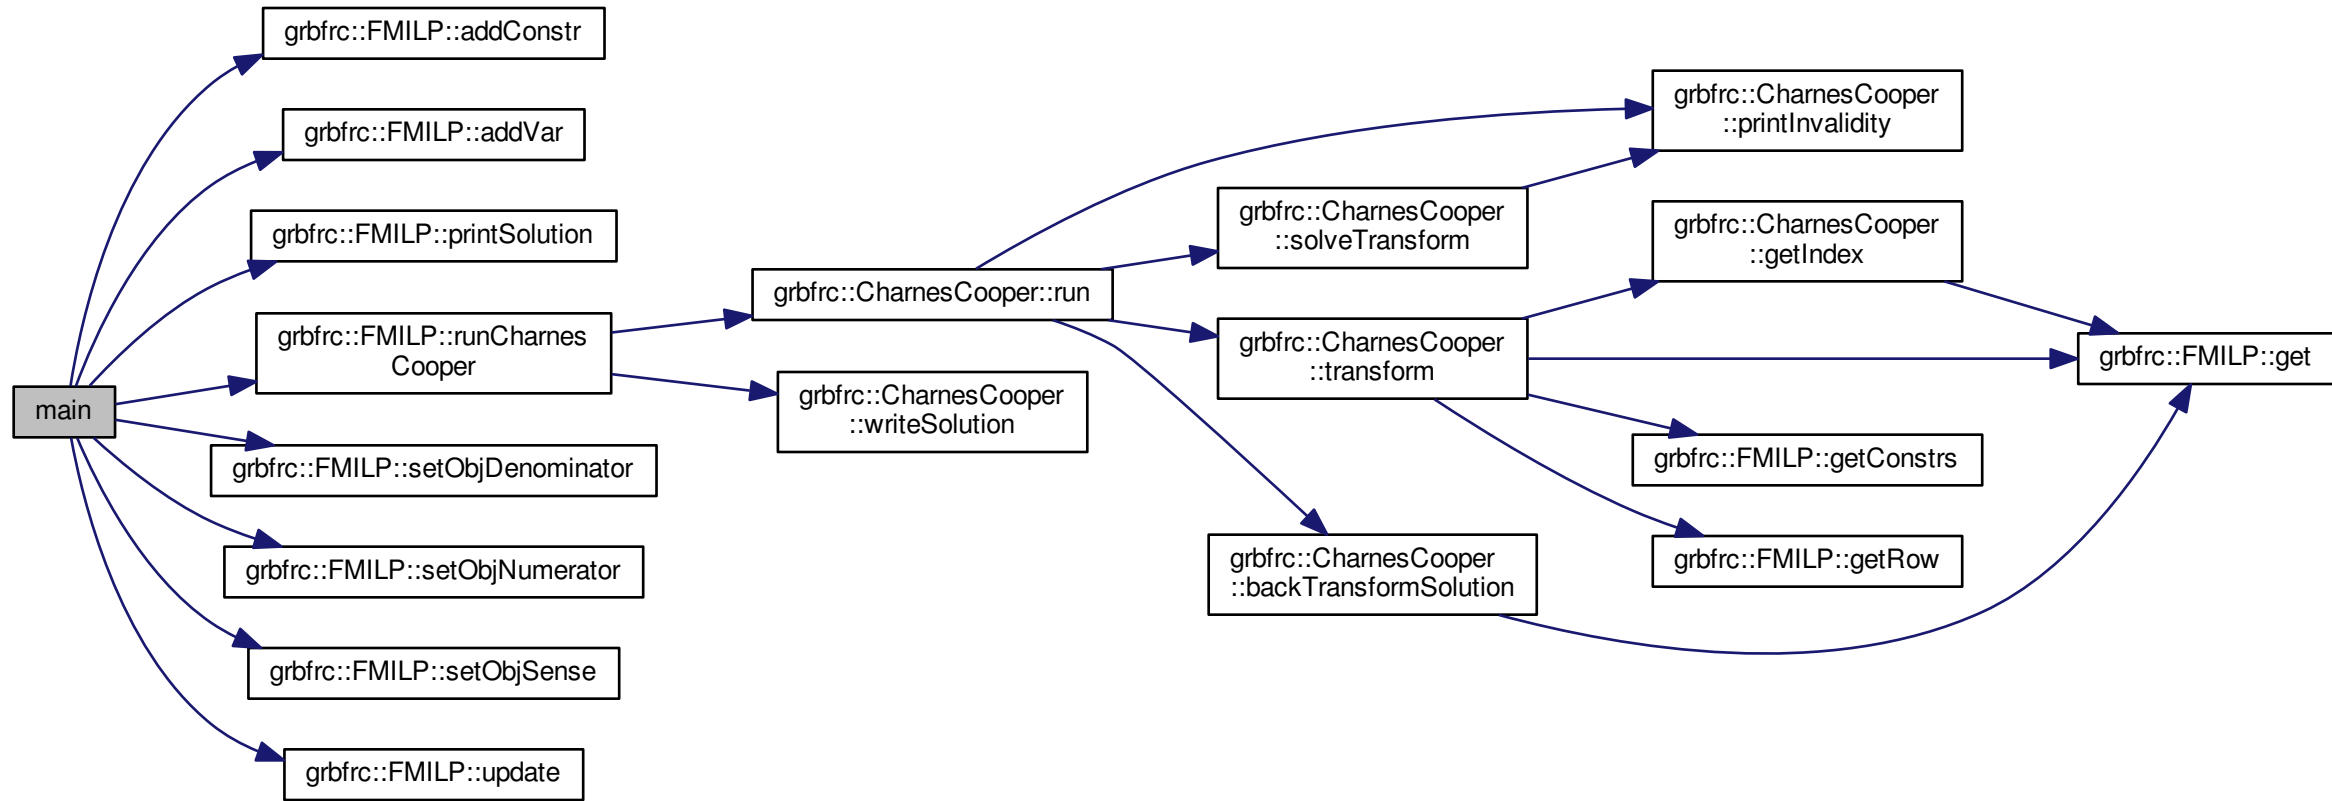 grbfrc::FMILP::addConstr
grbfrc::FMILP::addVar
grbfrc::FMILP::printSolution
grbfrc::FMILP::runCharnes
Cooper
main
grbfrc::FMILP::setObjDenominator
grbfrc::FMILP::setObjNumerator
grbfrc::FMILP::setObjSense
grbfrc::FMILP::update
grbfrc::CharnesCooper::run
grbfrc::CharnesCooper
::writeSolution
grbfrc::CharnesCooper
::solveTransform
grbfrc::CharnesCooper
::transform
grbfrc::CharnesCooper
::backTransformSolution
grbfrc::CharnesCooper
::printInvalidity
grbfrc::CharnesCooper
::getIndex
grbfrc::FMILP::getConstrs
grbfrc::FMILP::getRow
grbfrc::FMILP::get